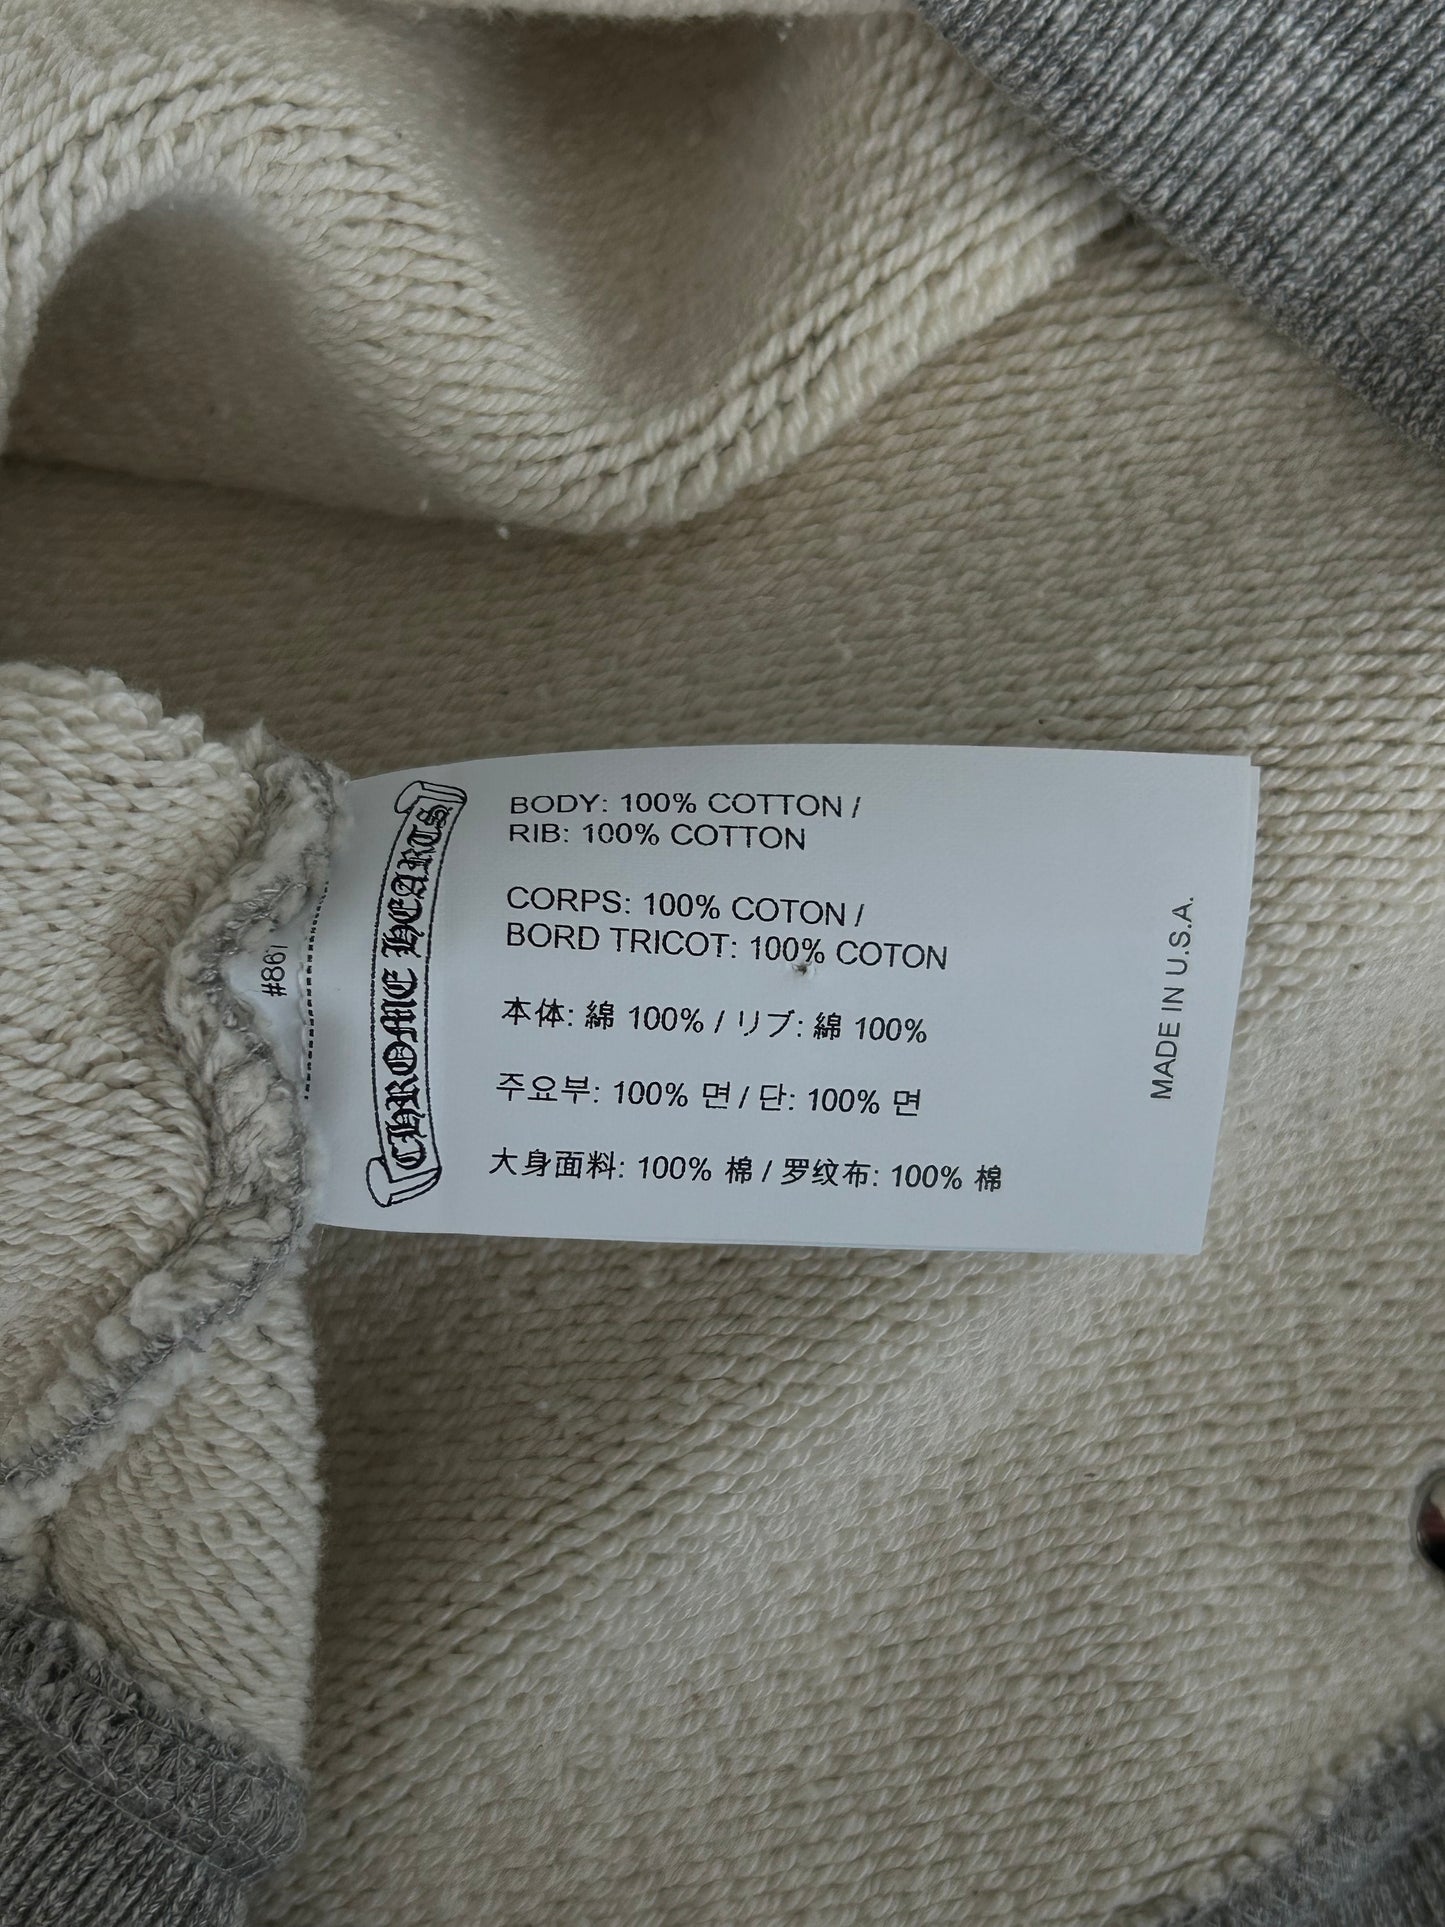 BODY: 100% COTTON /
RIB: 100% COTTON
CORPS: 100% COTON /
BORD TRICOT: 100% COTON
本体: 綿 100% / リブ: 綿 100%
주요부: 100% 면 / 단: 100% 면
大身面料: 100% 棉 / 罗纹布: 100% 棉
CHROME HEARTS
MADE IN U.S.A.